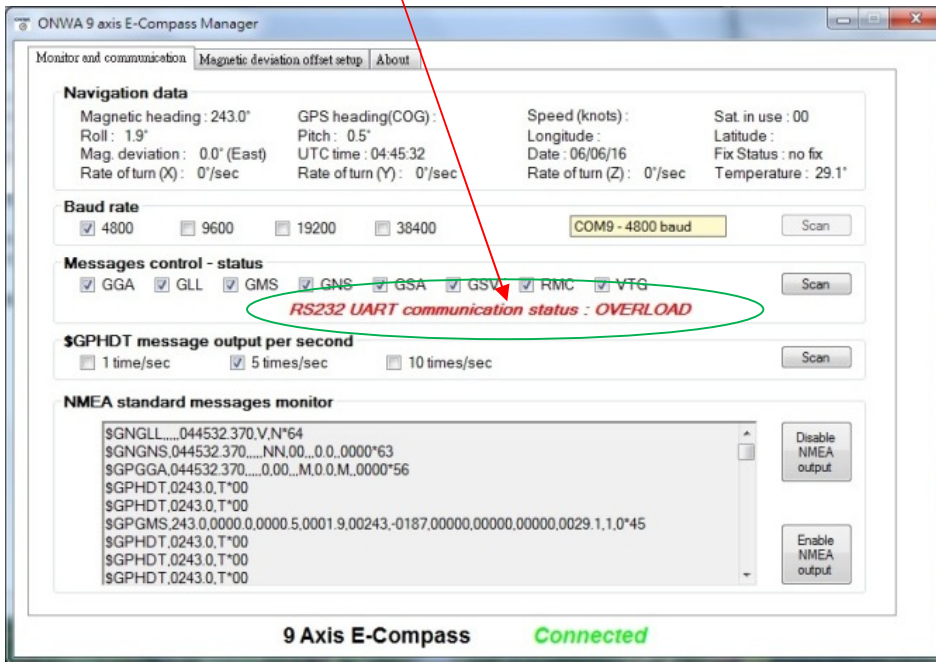 ONWA 9 axis E-Compass Manager
Monitor and communication Magnetic deviation offset setup About
Navigation data
Magnetic heading : 243.0° GPS heading(COG) : Speed (knots) : Sat. in use : 00
Roll : 1.9° Pitch : 0.5° Longitude : Latitude :
Mag. deviation : 0.0° (East) UTC time : 04:45:32 Date : 06/06/16 Fix Status : no fix
Rate of turn (X) : 0°/sec Rate of turn (Y) : 0°/sec Rate of turn (Z) : 0°/sec Temperature : 29.1°
Baud rate
4800 9600 19200 38400 COM9 - 4800 baud Scan
Messages control - status
GGA GLL GMS GNS GSA GSV RMC VTG Scan
RS232 UART communication status : OVERLOAD
$GPHDT message output per second
1 time/sec 5 times/sec 10 times/sec Scan
NMEA standard messages monitor
$GNGLL,,,,,044532.370,V,N*64
$GNGNS,044532.370,,,,,NN,00,,,0.0,,0000*63
$GPGGA,044532.370,,,,,0,00,,,M,0.0,M,,0000*56
$GPHDT,0243.0,T*00
$GPHDT,0243.0,T*00
$GPGMS,243.0,0000.0,0000.5,0001.9,00243,-0187,00000,00000,00000,0029.1,1,0*45
$GPHDT,0243.0,T*00
$GPHDT,0243.0,T*00
$GPHDT,0243.0,T*00
Disable
NMEA
output
Enable
NMEA
output
9 Axis E-Compass Connected